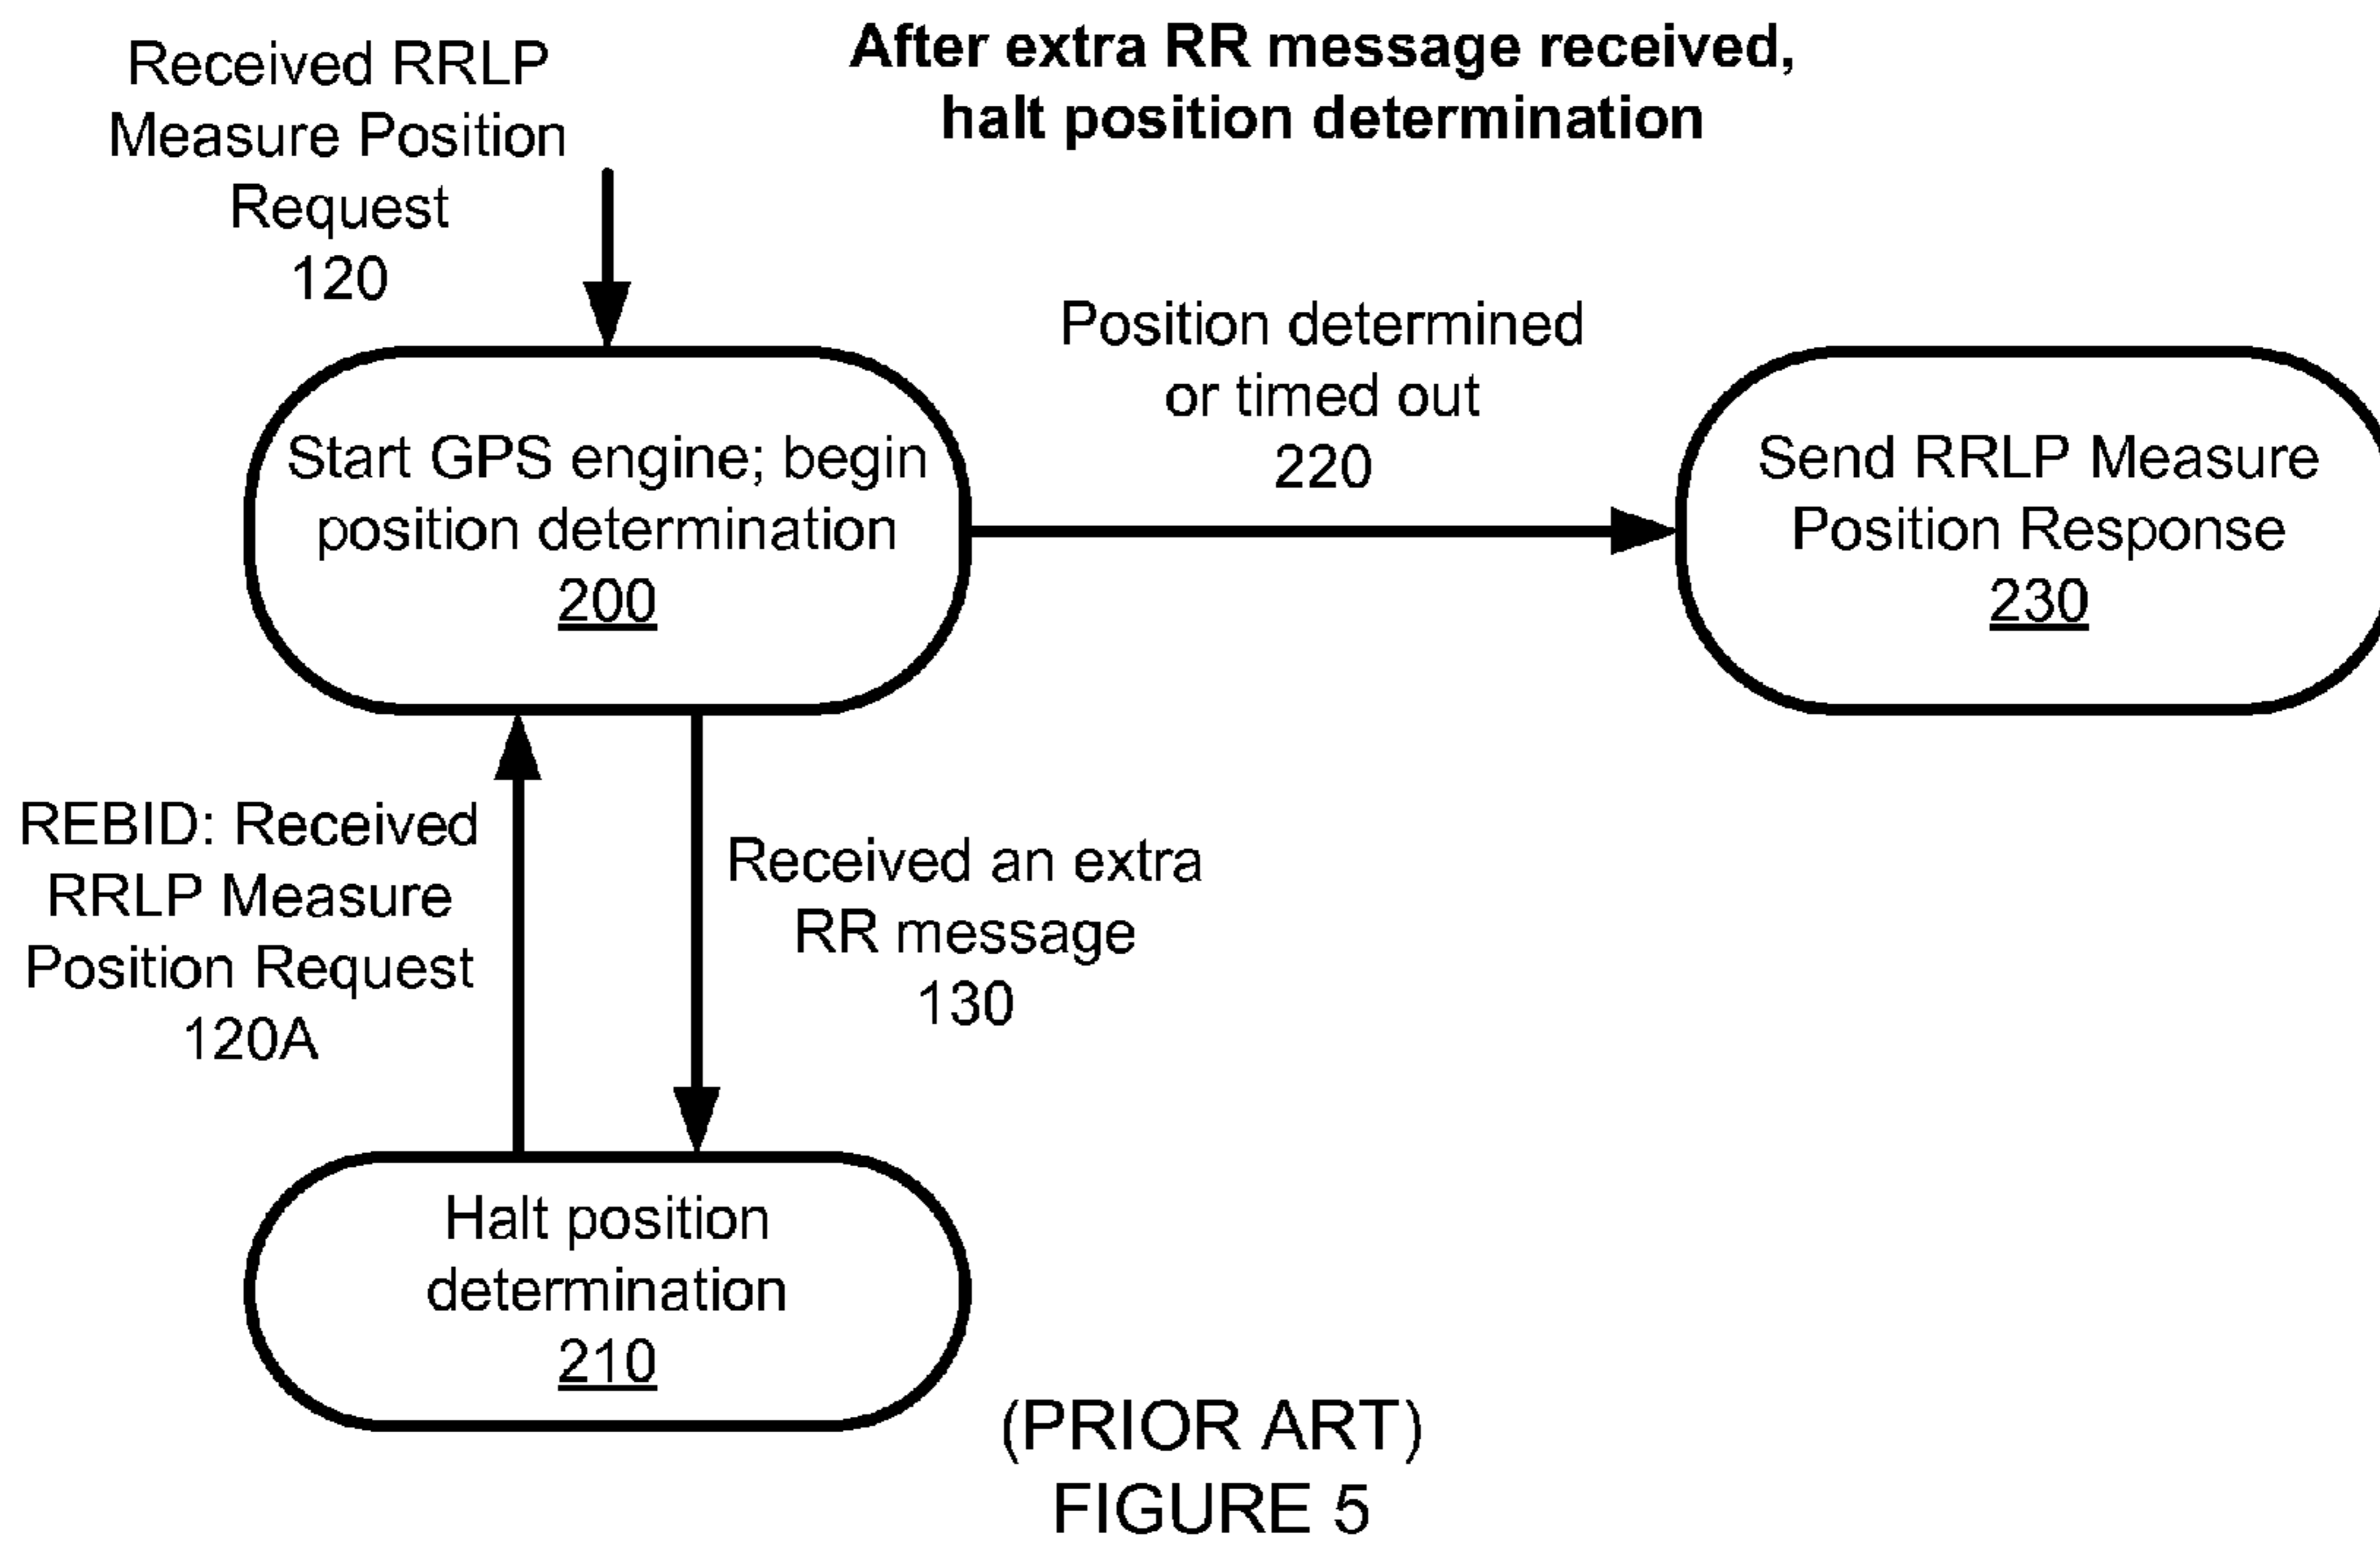 Received RRLP
Measure Position
Request
120
After extra RR message received,
halt position determination
Position determined
or timed out
220
Start GPS engine; begin
position determination
200
Send RRLP Measure
Position Response
230
REBID: Received
RRLP Measure
Position Request
120A
Received an extra
RR message
130
Halt position
determination
210
(PRIOR ART)
FIGURE 5